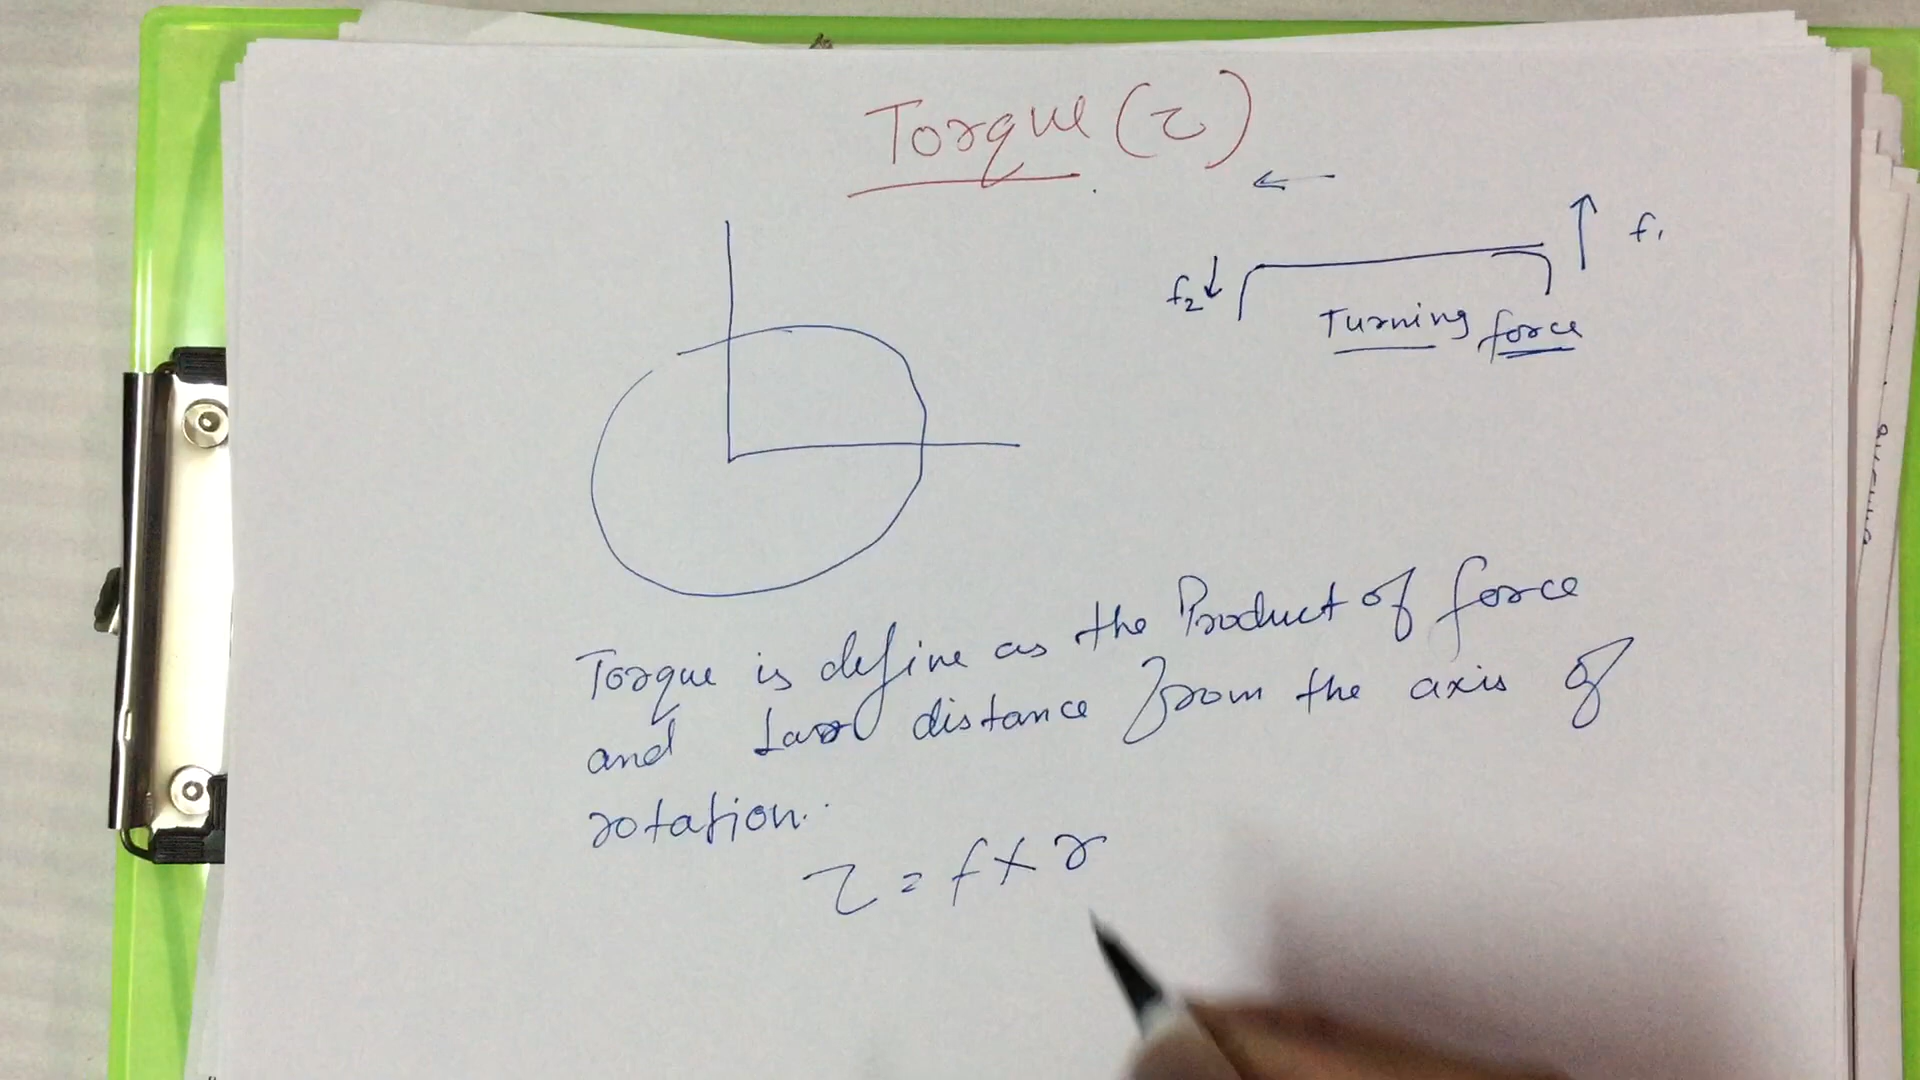 Torque (τ)
←
↑ f1
f2 ↓
Turning force
Torque is define as the Product of force
and distance from the axis of
rotation.
τ = f × r